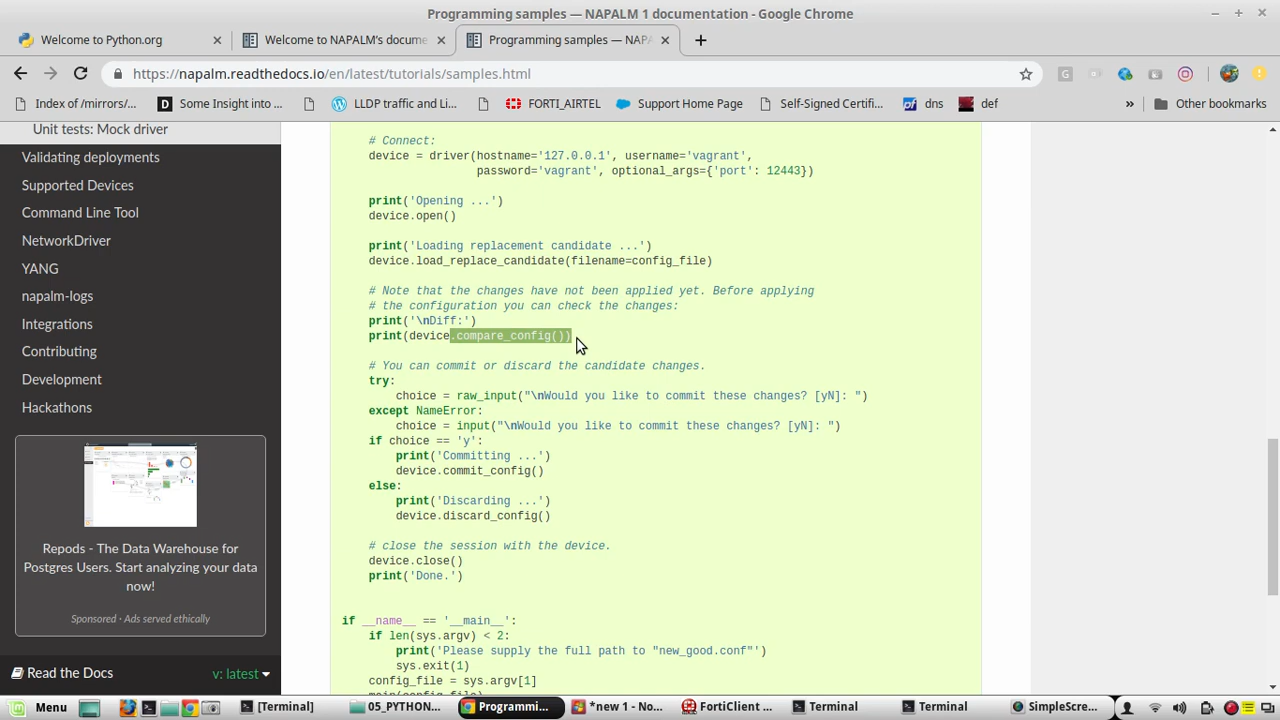 Programming samples — NAPALM 1 documentation - Google Chrome
Welcome to Python.org
Welcome to NAPALM's docume
Programming samples — NAPA
https://napalm.readthedocs.io/en/latest/tutorials/samples.html
Index of /mirrors/...
Some Insight into ...
LLDP traffic and Li...
FORTI_AIRTEL
Support Home Page
Self-Signed Certifi...
dns
def
»
Other bookmarks
Unit tests: Mock driver
Validating deployments
Supported Devices
Command Line Tool
NetworkDriver
YANG
napalm-logs
Integrations
Contributing
Development
Hackathons
Repods - The Data Warehouse for
Postgres Users. Start analyzing your data
now!
Sponsored · Ads served ethically
Read the Docs
v: latest
# Connect:
device = driver(hostname='127.0.0.1', username='vagrant',
password='vagrant', optional_args={'port': 12443})
print('Opening ...')
device.open()
print('Loading replacement candidate ...')
device.load_replace_candidate(filename=config_file)
# Note that the changes have not been applied yet. Before applying
# the configuration you can check the changes:
print('\nDiff:')
print(device.compare_config())
# You can commit or discard the candidate changes.
try:
choice = raw_input("\nWould you like to commit these changes? [yN]: ")
except NameError:
choice = input("\nWould you like to commit these changes? [yN]: ")
if choice == 'y':
print('Committing ...')
device.commit_config()
else:
print('Discarding ...')
device.discard_config()
# close the session with the device.
device.close()
print('Done.')
if __name__ == '__main__':
if len(sys.argv) < 2:
print('Please supply the full path to "new_good.conf"')
sys.exit(1)
config_file = sys.argv[1]
main(config_file)
Menu
[Terminal]
05_PYTHON...
Programmi...
*new 1 - No...
FortiClient ...
Terminal
Terminal
SimpleScre...